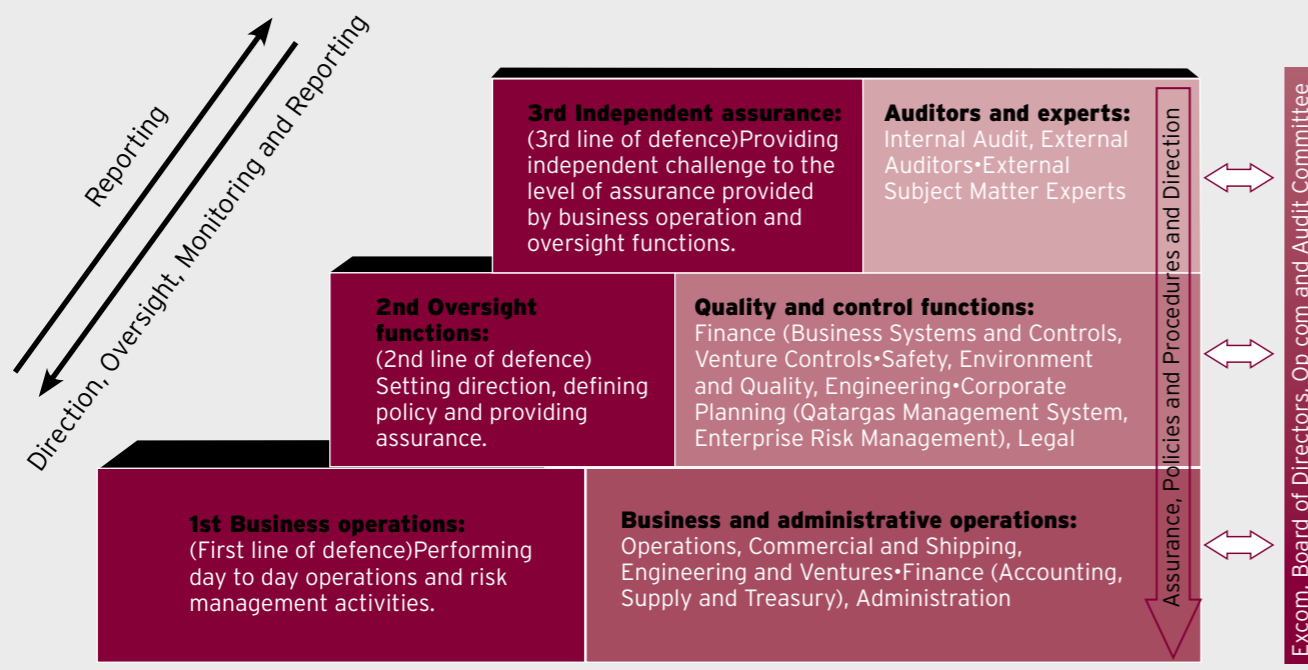 Reporting
Direction, Oversight, Monitoring and Reporting
3rd Independent assurance:
(3rd line of defence)Providing
independent challenge to the
level of assurance provided
by business operation and
oversight functions.
Auditors and experts:
Internal Audit, External
Auditors•External
Subject Matter Experts
2nd Oversight
functions:
(2nd line of defence)
Setting direction, defining
policy and providing
assurance.
Quality and control functions:
Finance (Business Systems and Controls,
Venture Controls•Safety, Environment
and Quality, Engineering•Corporate
Planning (Qatargas Management System,
Enterprise Risk Management), Legal
1st Business operations:
(First line of defence)Performing
day to day operations and risk
management activities.
Business and administrative operations:
Operations, Commercial and Shipping,
Engineering and Ventures•Finance (Accounting,
Supply and Treasury), Administration
Assurance, Policies and Procedures and Direction
Excom, Board of Directors, Op com and Audit Committee